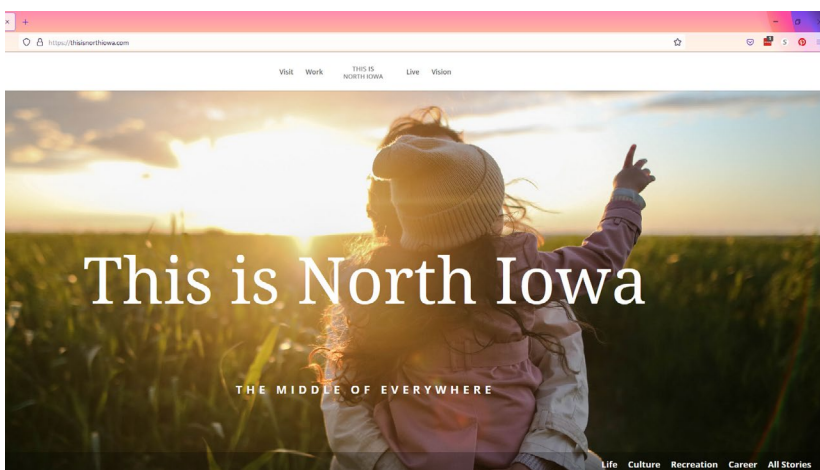 https://thisisnorthiowa.com
Visit Work THIS IS NORTH IOWA Live Vision
This is North Iowa
THE MIDDLE OF EVERYWHERE
Life Culture Recreation Career All Stories